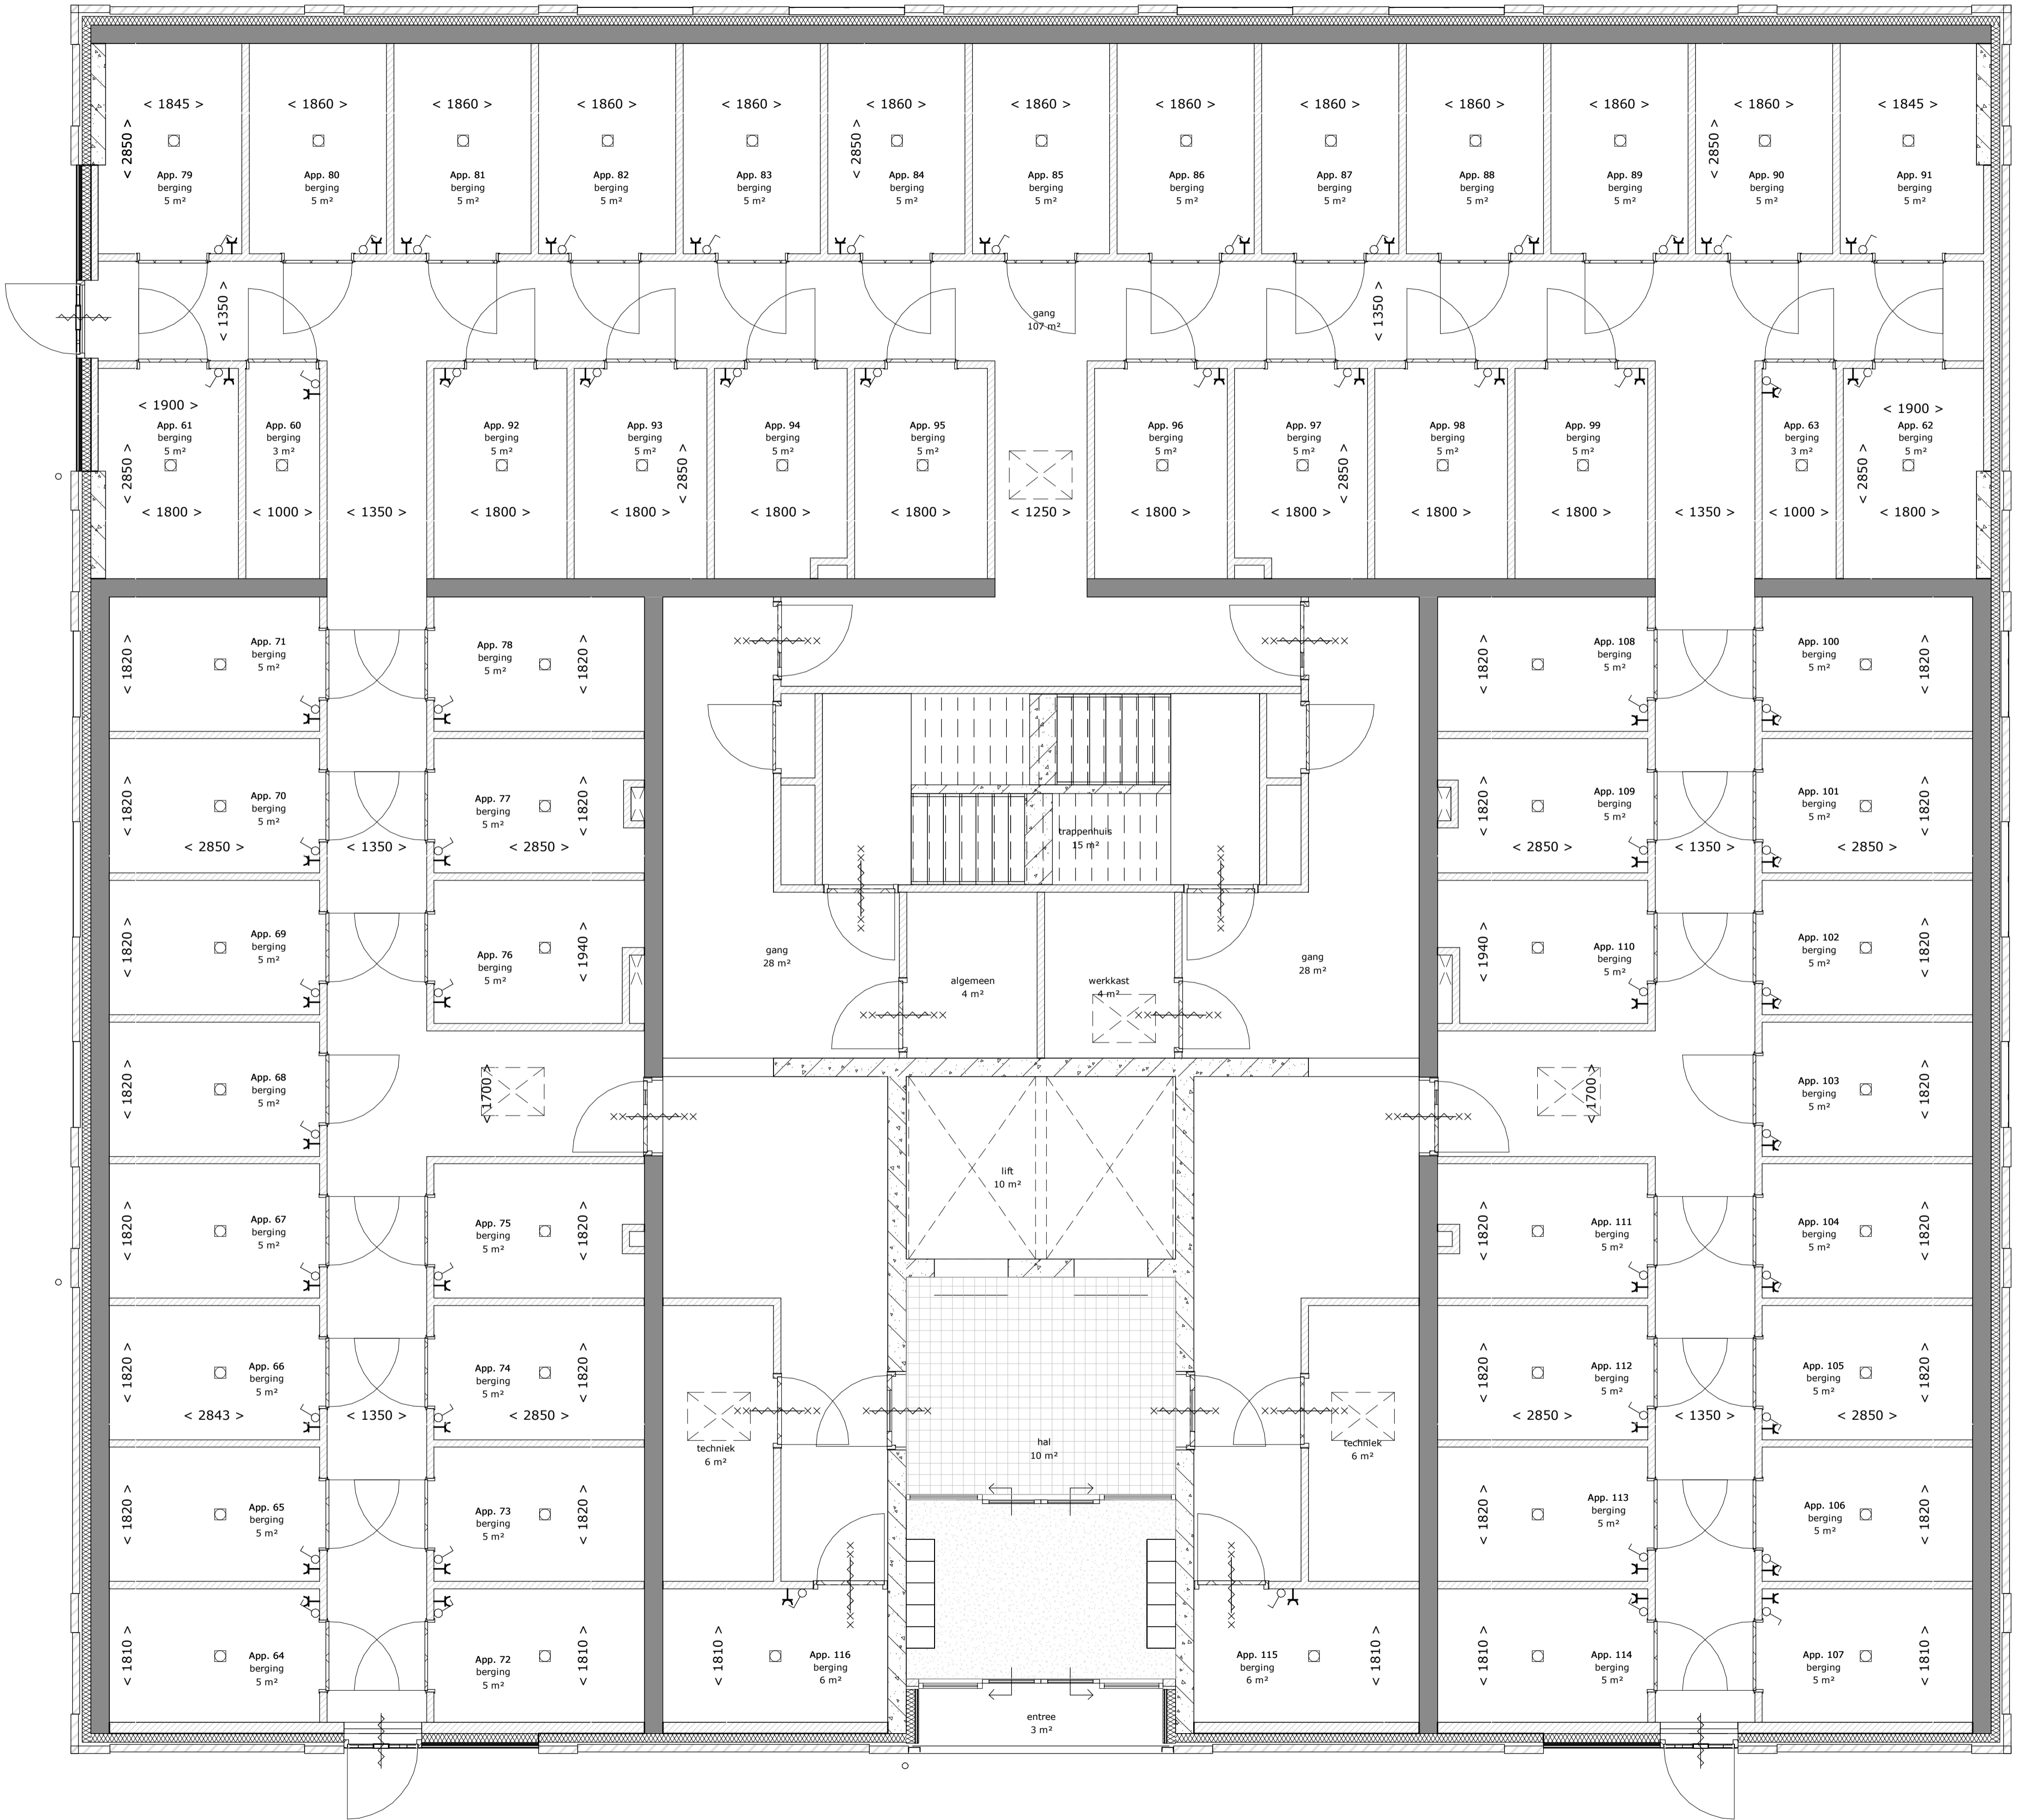 < 1845 >
< 1860 >
< 1860 >
< 1860 >
< 1860 >
< 1860 >
< 1860 >
< 1860 >
< 1860 >
< 1860 >
< 1860 >
< 1860 >
< 1845 >
< 2850 >
< 2850 >
< 2850 >
App. 79
berging
5 m²
App. 80
berging
5 m²
App. 81
berging
5 m²
App. 82
berging
5 m²
App. 83
berging
5 m²
App. 84
berging
5 m²
App. 85
berging
5 m²
App. 86
berging
5 m²
App. 87
berging
5 m²
App. 88
berging
5 m²
App. 89
berging
5 m²
App. 90
berging
5 m²
App. 91
berging
5 m²
< 1350 >
gang
107 m²
< 1350 >
< 1900 >
App. 61
berging
5 m²
< 2850 >
< 1800 >
App. 60
berging
3 m²
< 1000 >
< 1350 >
App. 92
berging
5 m²
< 1800 >
App. 93
berging
5 m²
< 2850 >
< 1800 >
App. 94
berging
5 m²
< 1800 >
App. 95
berging
5 m²
< 1800 >
< 1250 >
App. 96
berging
5 m²
< 1800 >
App. 97
berging
5 m²
< 2850 >
< 1800 >
App. 98
berging
5 m²
< 1800 >
App. 99
berging
5 m²
< 1800 >
< 1350 >
App. 63
berging
3 m²
< 1000 >
< 1900 >
App. 62
berging
5 m²
< 2850 >
< 1800 >
< 1820 >
App. 71
berging
5 m²
App. 78
berging
5 m²
< 1820 >
< 1820 >
App. 108
berging
5 m²
App. 100
berging
5 m²
< 1820 >
< 1820 >
App. 70
berging
5 m²
< 2850 >
< 1350 >
App. 77
berging
5 m²
< 1820 >
< 2850 >
trappenhuis
15 m²
< 1820 >
App. 109
berging
5 m²
< 2850 >
< 1350 >
App. 101
berging
5 m²
< 1820 >
< 2850 >
< 1820 >
App. 69
berging
5 m²
App. 76
berging
5 m²
< 1940 >
gang
28 m²
algemeen
4 m²
werkkast
4 m²
gang
28 m²
< 1940 >
App. 110
berging
5 m²
App. 102
berging
5 m²
< 1820 >
< 1820 >
App. 68
berging
5 m²
< 1700 >
< 1700 >
App. 103
berging
5 m²
< 1820 >
< 1820 >
App. 67
berging
5 m²
App. 75
berging
5 m²
< 1820 >
lift
10 m²
< 1820 >
App. 111
berging
5 m²
App. 104
berging
5 m²
< 1820 >
< 1820 >
App. 66
berging
5 m²
< 2843 >
< 1350 >
App. 74
berging
5 m²
< 1820 >
< 2850 >
techniek
6 m²
hal
10 m²
techniek
6 m²
< 1820 >
App. 112
berging
5 m²
< 2850 >
< 1350 >
App. 105
berging
5 m²
< 1820 >
< 2850 >
< 1820 >
App. 65
berging
5 m²
App. 73
berging
5 m²
< 1820 >
< 1820 >
App. 113
berging
5 m²
App. 106
berging
5 m²
< 1820 >
< 1810 >
App. 64
berging
5 m²
App. 72
berging
5 m²
< 1810 >
< 1810 >
App. 116
berging
6 m²
entree
3 m²
App. 115
berging
6 m²
< 1810 >
< 1810 >
App. 114
berging
5 m²
App. 107
berging
5 m²
< 1810 >